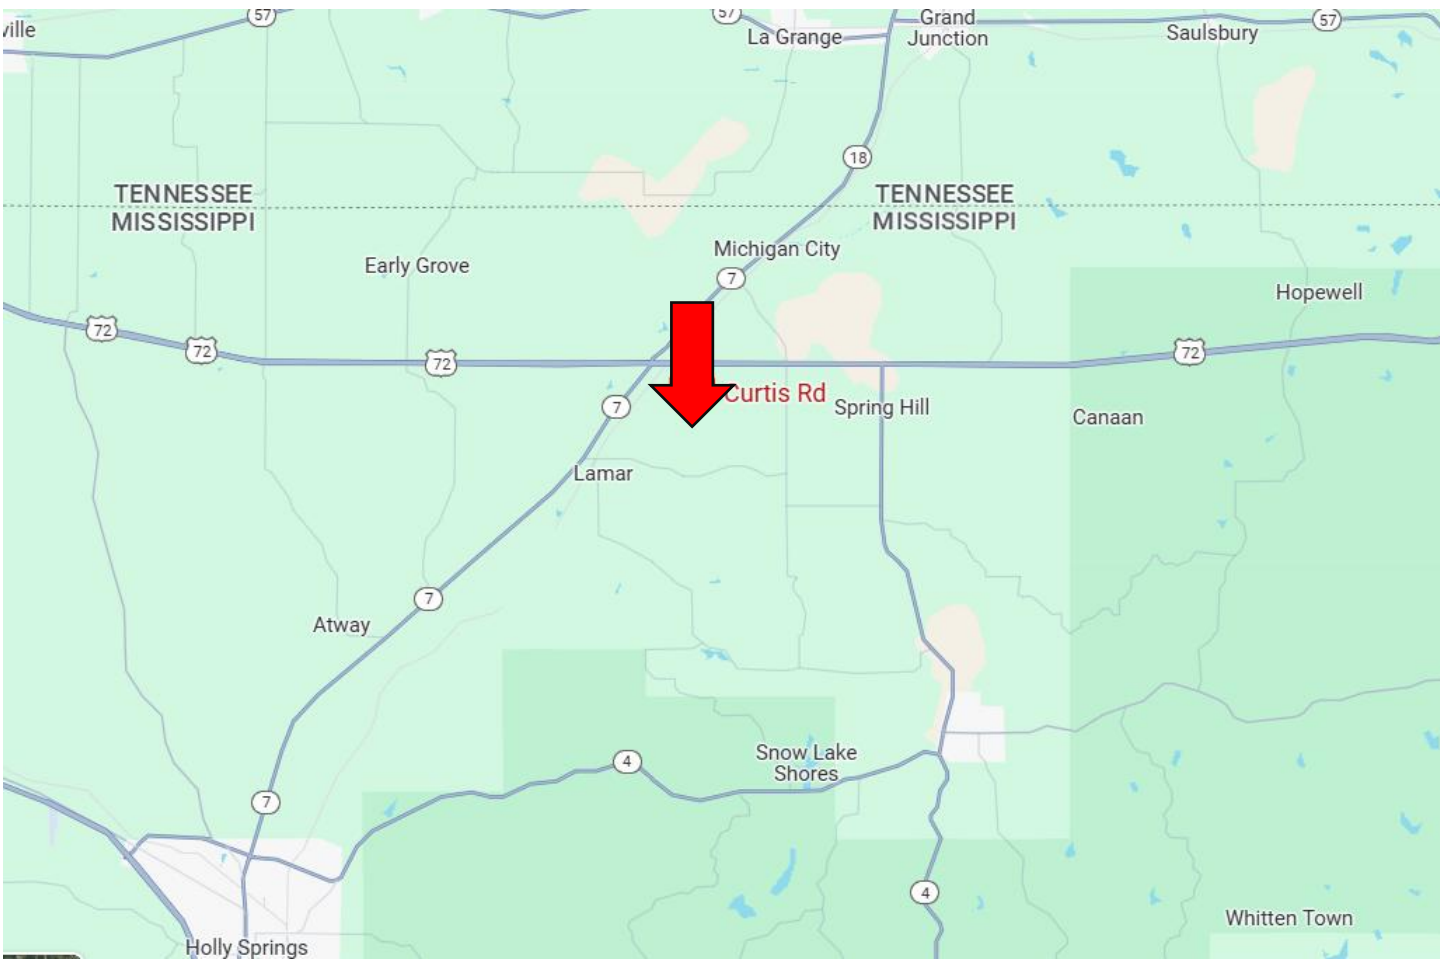 ville
57
57
La Grange
Grand
Junction
Saulsbury
57
18
TENNESSEE
MISSISSIPPI
TENNESSEE
MISSISSIPPI
Michigan City
Early Grove
7
Hopewell
72
72
72
72
Curtis Rd
7
Spring Hill
Canaan
Lamar
7
Atway
4
Snow Lake
Shores
7
4
Whitten Town
Holly Springs